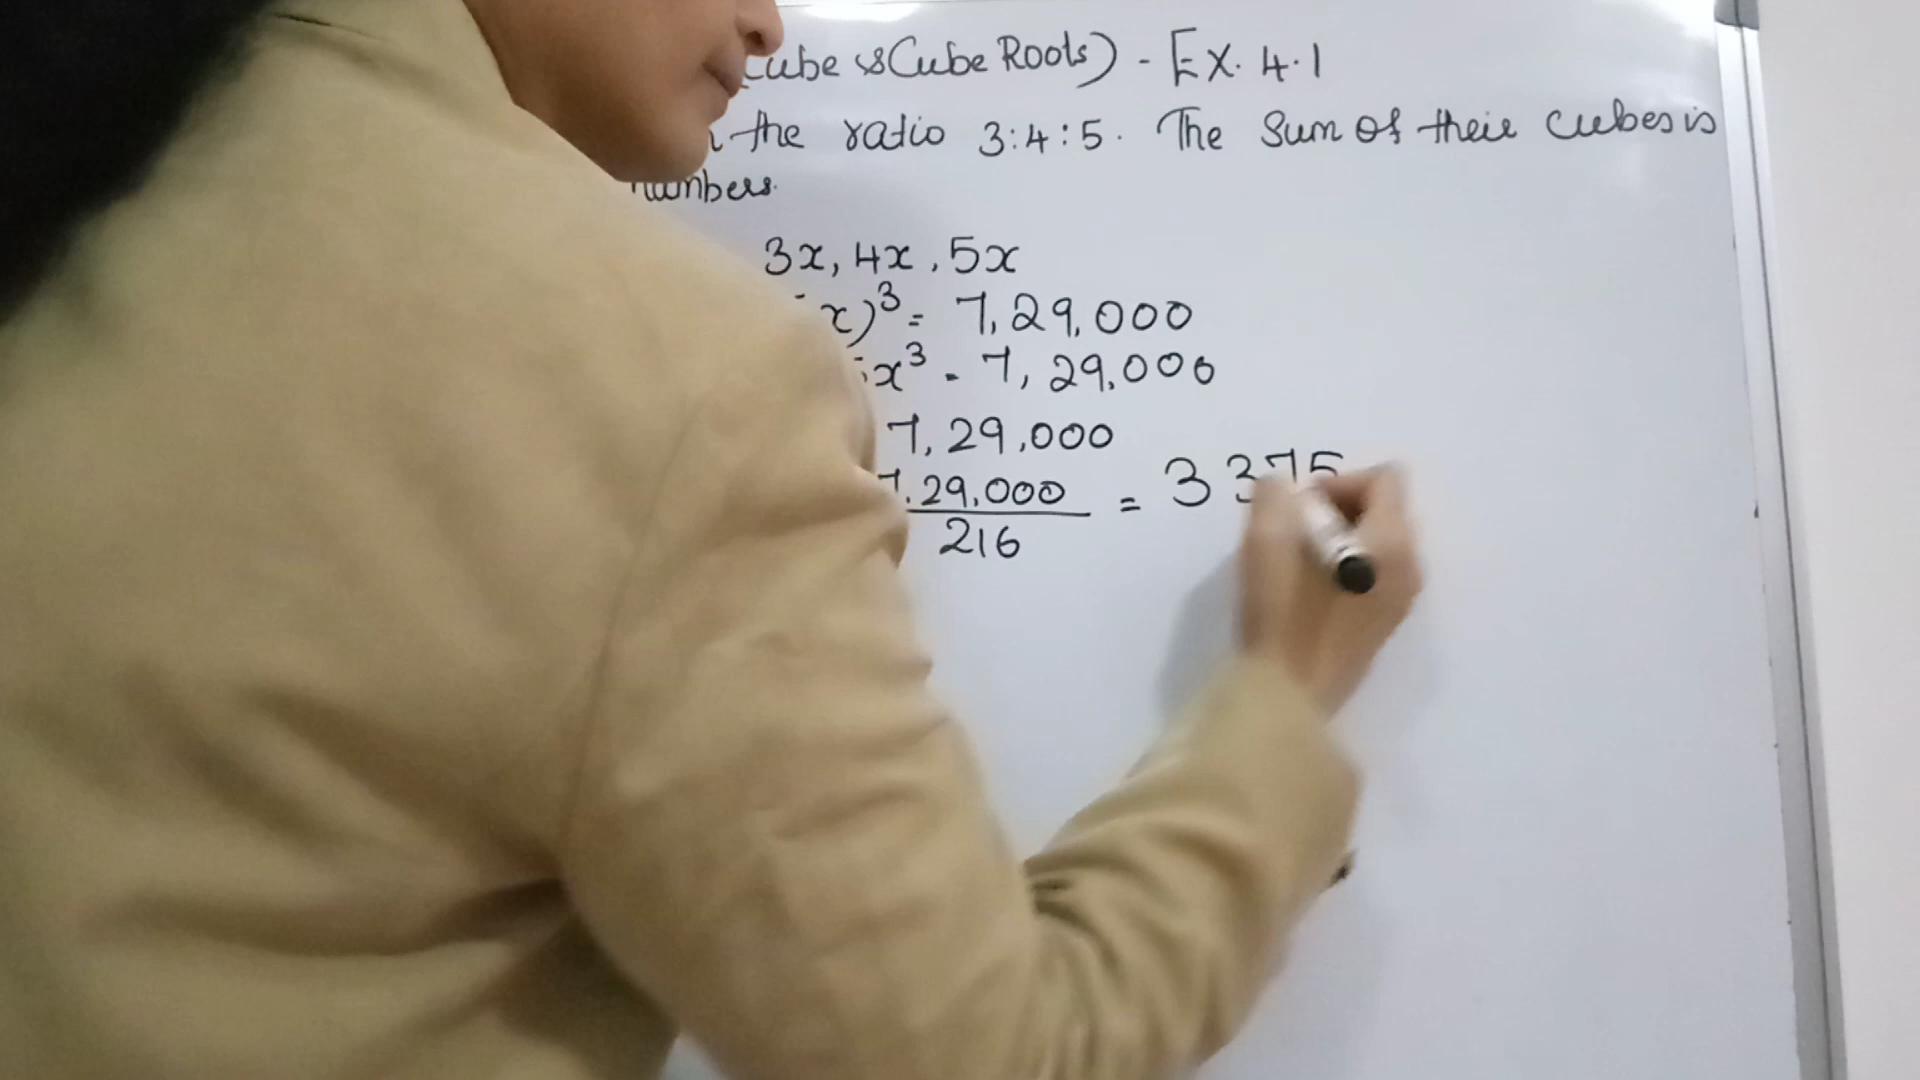 Cube & Cube Roots) - Ex. 4.1
the ratio 3:4:5. The Sum of their cubes is
numbers.
3x, 4x, 5x
x)³ = 7,29,000
x³ = 7,29,000
7,29,000
7,29,000
= 3375
216